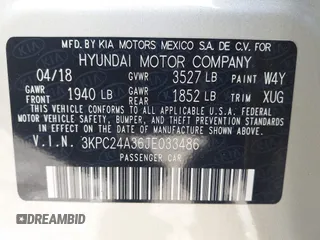 MFD. BY KIA MOTORS MEXICO S.A DE C.V. FOR
HYUNDAI MOTOR COMPANY
04/18 GVWR 3527 LB PAINT W4Y
GAWR FRT 1940 LB GAWR RR 1852 LB TRIM XUG
THIS VEHICLE CONFORMS TO ALL APPLICABLE
FEDERAL MOTOR VEHICLE SAFETY, BUMPER, AND
THEFT PREVENTION STANDARDS IN EFFECT ON
THE DATE OF MANUFACTURE SHOWN ABOVE.
V.I.N. 3KPC24A36JE033486
PASSENGER CAR
DREAMBID